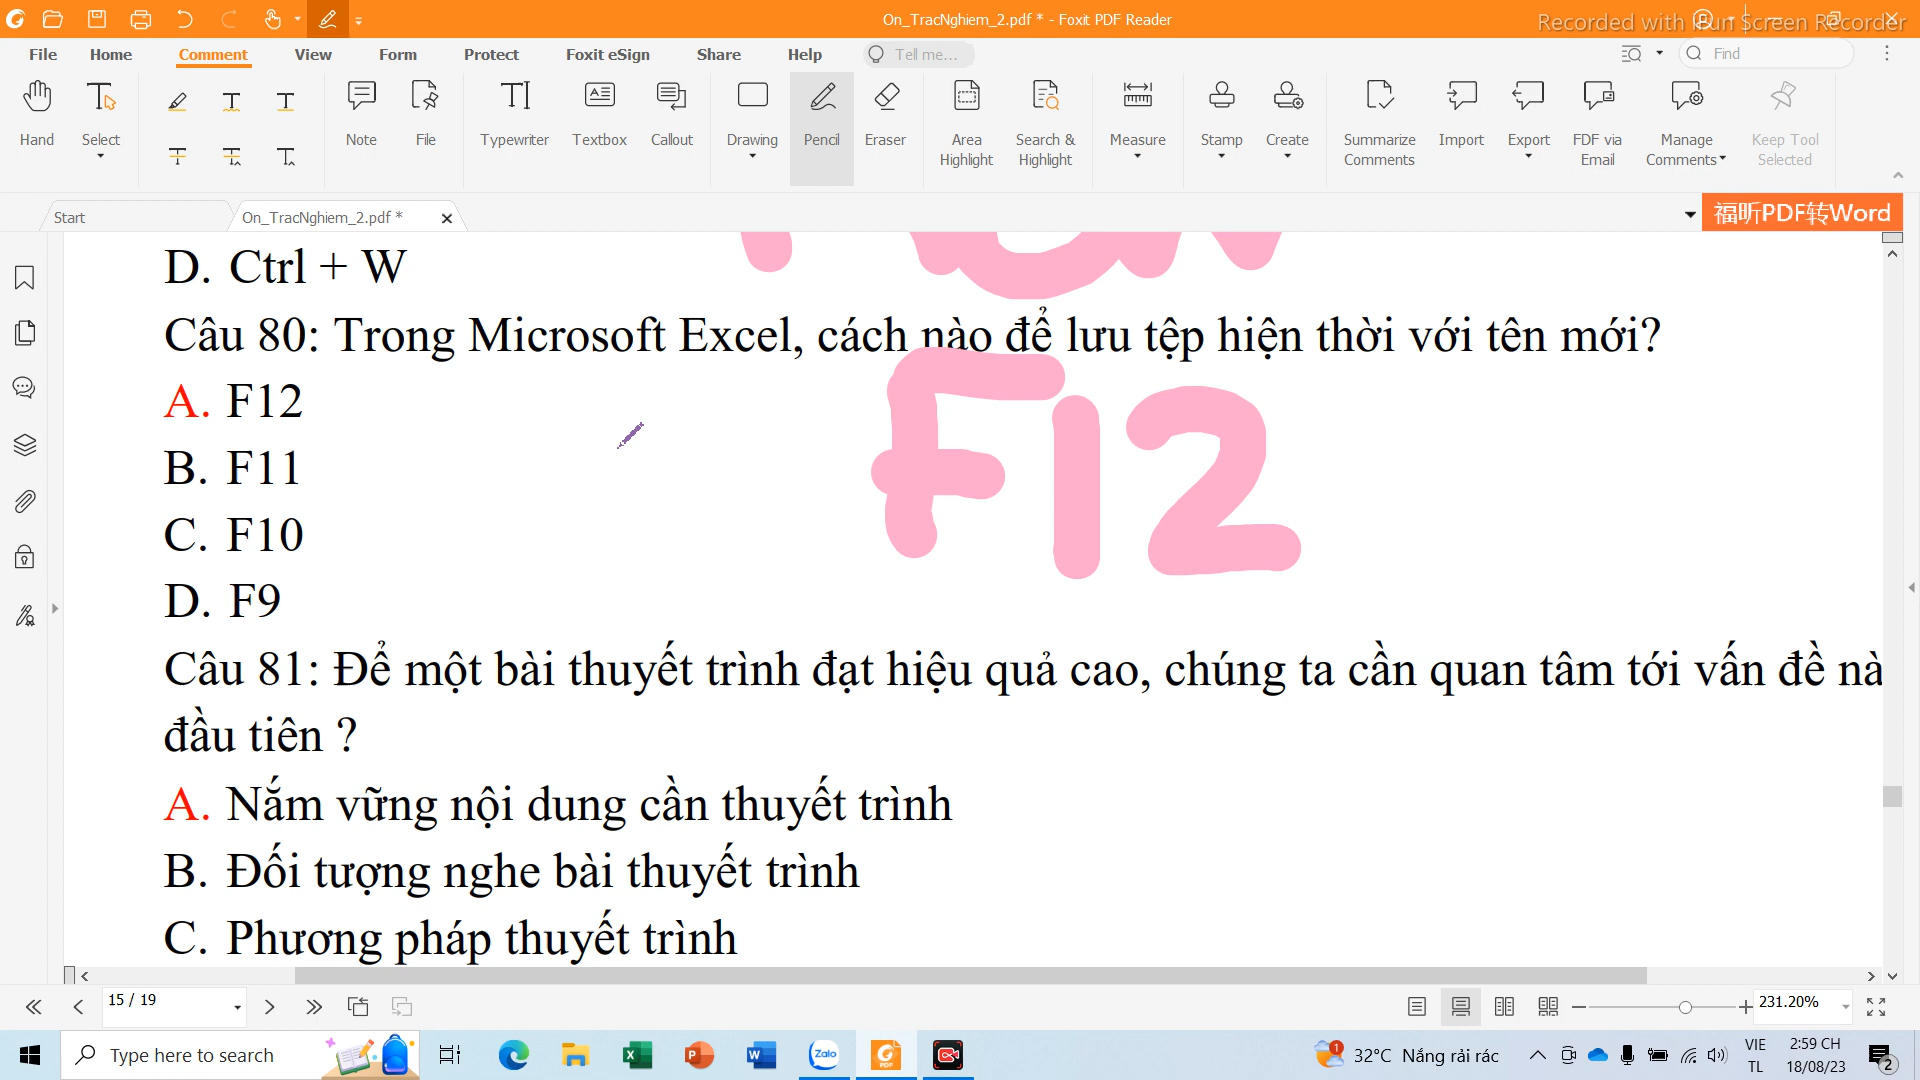 On_TracNghiem_2.pdf * - Foxit PDF Reader
Recorded with iFun Screen Recorder
File Home Comment View Form Protect Foxit eSign Share Help Tell me... Find
Hand Select Note File Typewriter Textbox Callout Drawing Pencil Eraser Area Highlight Search & Highlight Measure Stamp Create Summarize Comments Import Export FDF via Email Manage Comments Keep Tool Selected
Start On_TracNghiem_2.pdf * 福昕PDF转Word
D. Ctrl + W
Câu 80: Trong Microsoft Excel, cách nào để lưu tệp hiện thời với tên mới?
A. F12
B. F11
C. F10
D. F9
F12
Câu 81: Để một bài thuyết trình đạt hiệu quả cao, chúng ta cần quan tâm tới vấn đề nà
đầu tiên ?
A. Nắm vững nội dung cần thuyết trình
B. Đối tượng nghe bài thuyết trình
C. Phương pháp thuyết trình
15 / 19 231.20%
Type here to search Zalo 32°C Nắng rải rác VIE 2:59 CH
TL 18/08/23 2